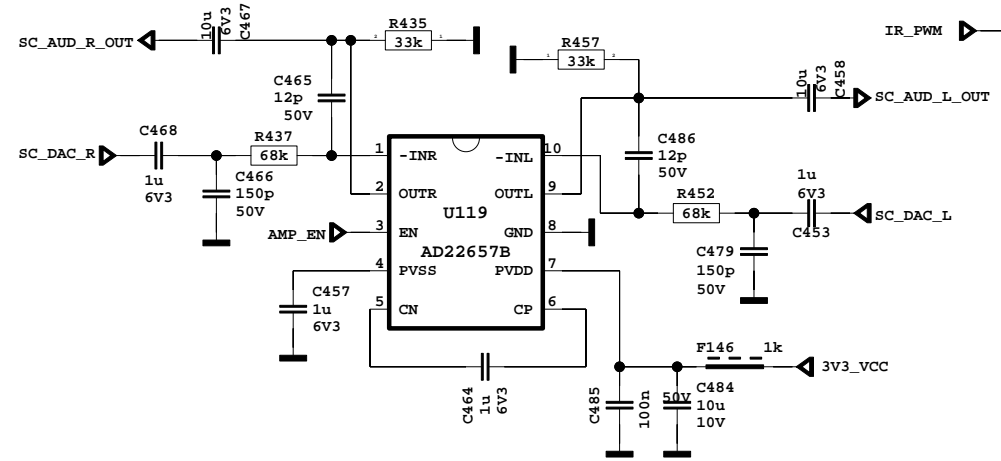 SC_AUD_R_OUT
10u
6V3
C467
R435
33k
R457
33k
IR_PWM
C465
12p
50V
10u
6V3
C458
SC_AUD_L_OUT
C468
1u
6V3
SC_DAC_R
R437
68k
C466
150p
50V
C486
12p
50V
1 -INR
-INL 10
2 OUTR
OUTL 9
U119
3 EN
GND 8
AD22657B
4 PVSS
PVDD 7
5 CN
CP 6
AMP_EN
R452
68k
1u
6V3
C453
SC_DAC_L
C479
150p
50V
C457
1u
6V3
F146
1k
3V3_VCC
C464
1u
6V3
C485
100n
50V
C484
10u
10V